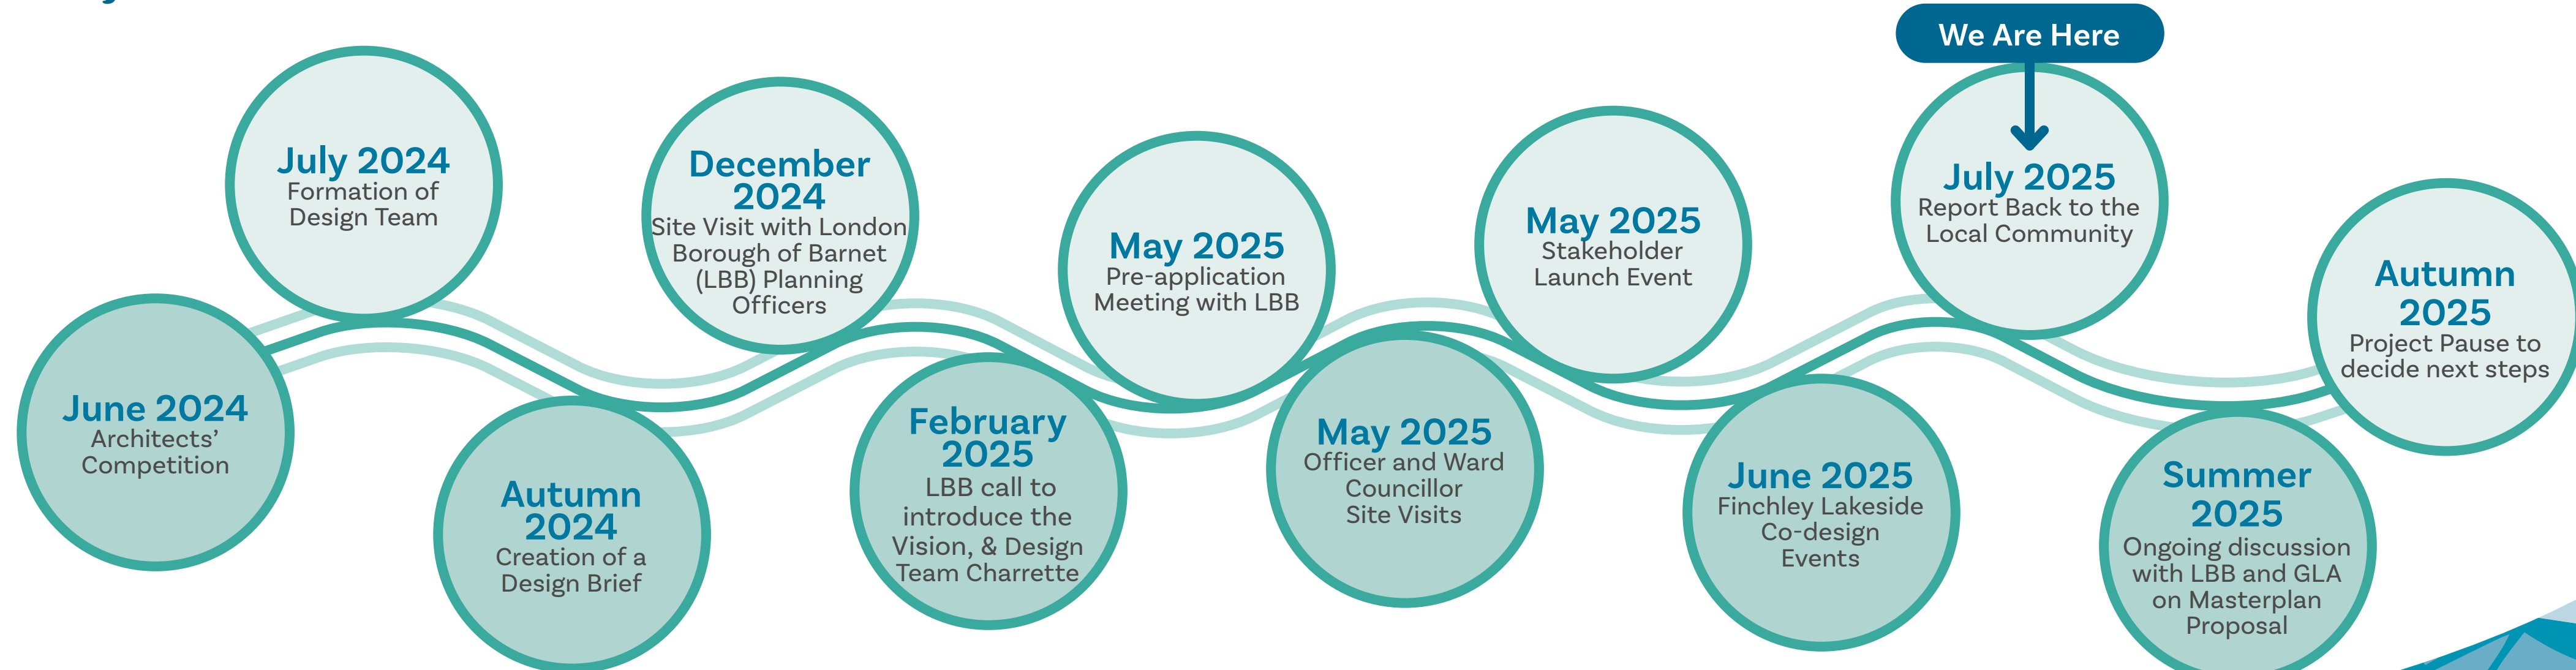 We Are Here
June 2024
Architects’
Competition
July 2024
Formation of
Design Team
Autumn
2024
Creation of a
Design Brief
December
2024
Site Visit with London
Borough of Barnet
(LBB) Planning
Officers
February
2025
LBB call to
introduce the
Vision, & Design
Team Charrette
May 2025
Pre-application
Meeting with LBB
May 2025
Officer and Ward
Councillor
Site Visits
May 2025
Stakeholder
Launch Event
June 2025
Finchley Lakeside
Co-design
Events
July 2025
Report Back to the
Local Community
Summer
2025
Ongoing discussion
with LBB and GLA
on Masterplan
Proposal
Autumn
2025
Project Pause to
decide next steps